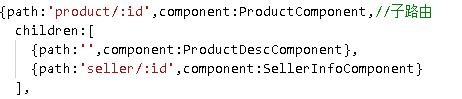 {path:'product/:id',component:ProductComponent,//子路由
children:[
{path:'',component:ProductDescComponent},
{path:'seller/:id',component:SellerInfoComponent}
],